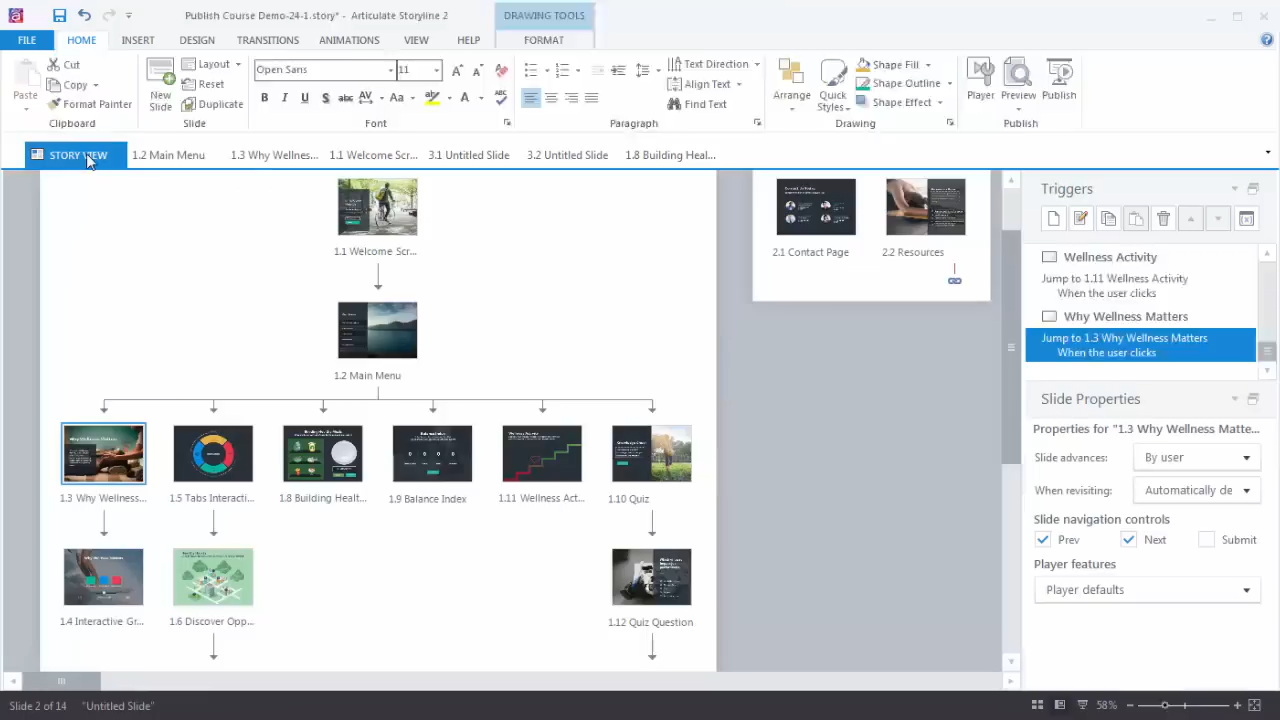 Publish Course Demo-24-1.story* - Articulate Storyline 2
DRAWING TOOLS
FILE HOME INSERT DESIGN TRANSITIONS ANIMATIONS VIEW HELP FORMAT
Paste
Cut
Copy
Format Painter
Clipboard
New Slide
Layout
Reset
Duplicate
Slide
Open Sans 11
B I U S abc AV Aa A
ABC
Font
Text Direction
Align Text
Find Text
Paragraph
Arrange
Quick Styles
Shape Fill
Shape Outline
Shape Effect
Drawing
Player
Preview
Publish
Publish
STORY VIEW 1.2 Main Menu 1.3 Why Wellnes... 1.1 Welcome Scr... 3.1 Untitled Slide 3.2 Untitled Slide 1.8 Building Heal...
1.1 Welcome Scr...
2.1 Contact Page
2.2 Resources
1.2 Main Menu
1.3 Why Wellness...
1.5 Tabs Interacti...
1.8 Building Healt...
1.9 Balance Index
1.11 Wellness Act...
1.10 Quiz
1.4 Interactive Gr...
1.6 Discover Opp...
1.12 Quiz Question
Triggers
Wellness Activity
Jump to 1.11 Wellness Activity
When the user clicks
Why Wellness Matters
Jump to 1.3 Why Wellness Matters
When the user clicks
Slide Properties
Properties for "1.3 Why Wellness Matte...
Slide advances: By user
When revisiting: Automatically de
Slide navigation controls
Prev Next Submit
Player features
Player defaults
Slide 2 of 14 "Untitled Slide" 58%